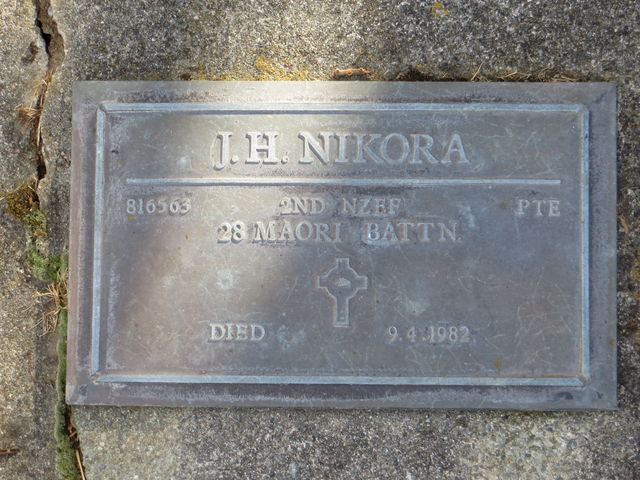 J. H. NIKORA
816563 2ND NZEF PTE
28 MAORI BATTN.
DIED 9.4.1982